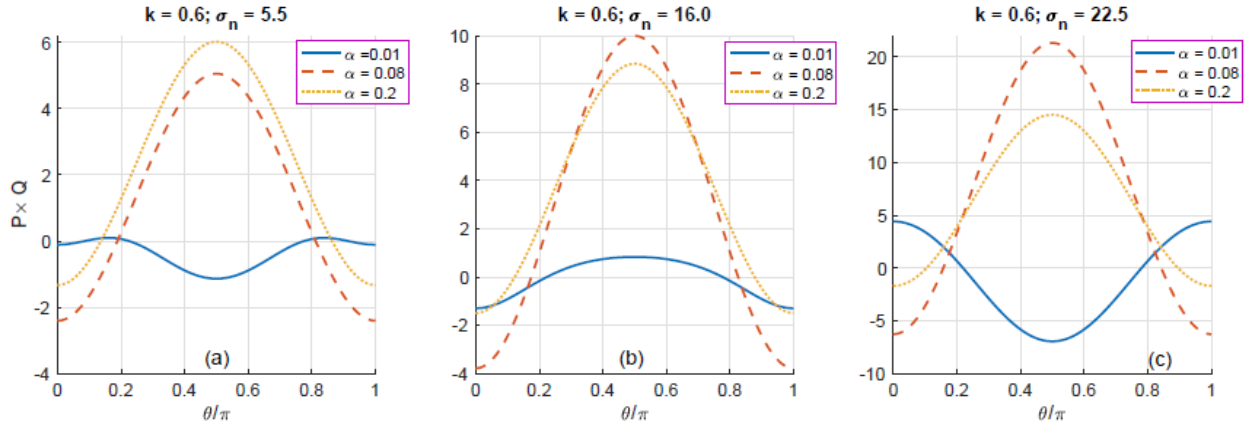 k = 0.6; σn = 5.5
P× Q
6
4
2
0
-2
-4
α =0.01
α = 0.08
α = 0.2
(a)
0
0.2
0.4
0.6
0.8
1
θ/π
k = 0.6; σn = 16.0
10
8
6
4
2
0
-2
-4
α = 0.01
α = 0.08
α = 0.2
(b)
0
0.2
0.4
0.6
0.8
1
θ/π
k = 0.6; σn = 22.5
20
15
10
5
0
-5
-10
α = 0.01
α = 0.08
α = 0.2
(c)
0
0.2
0.4
0.6
0.8
1
θ/π